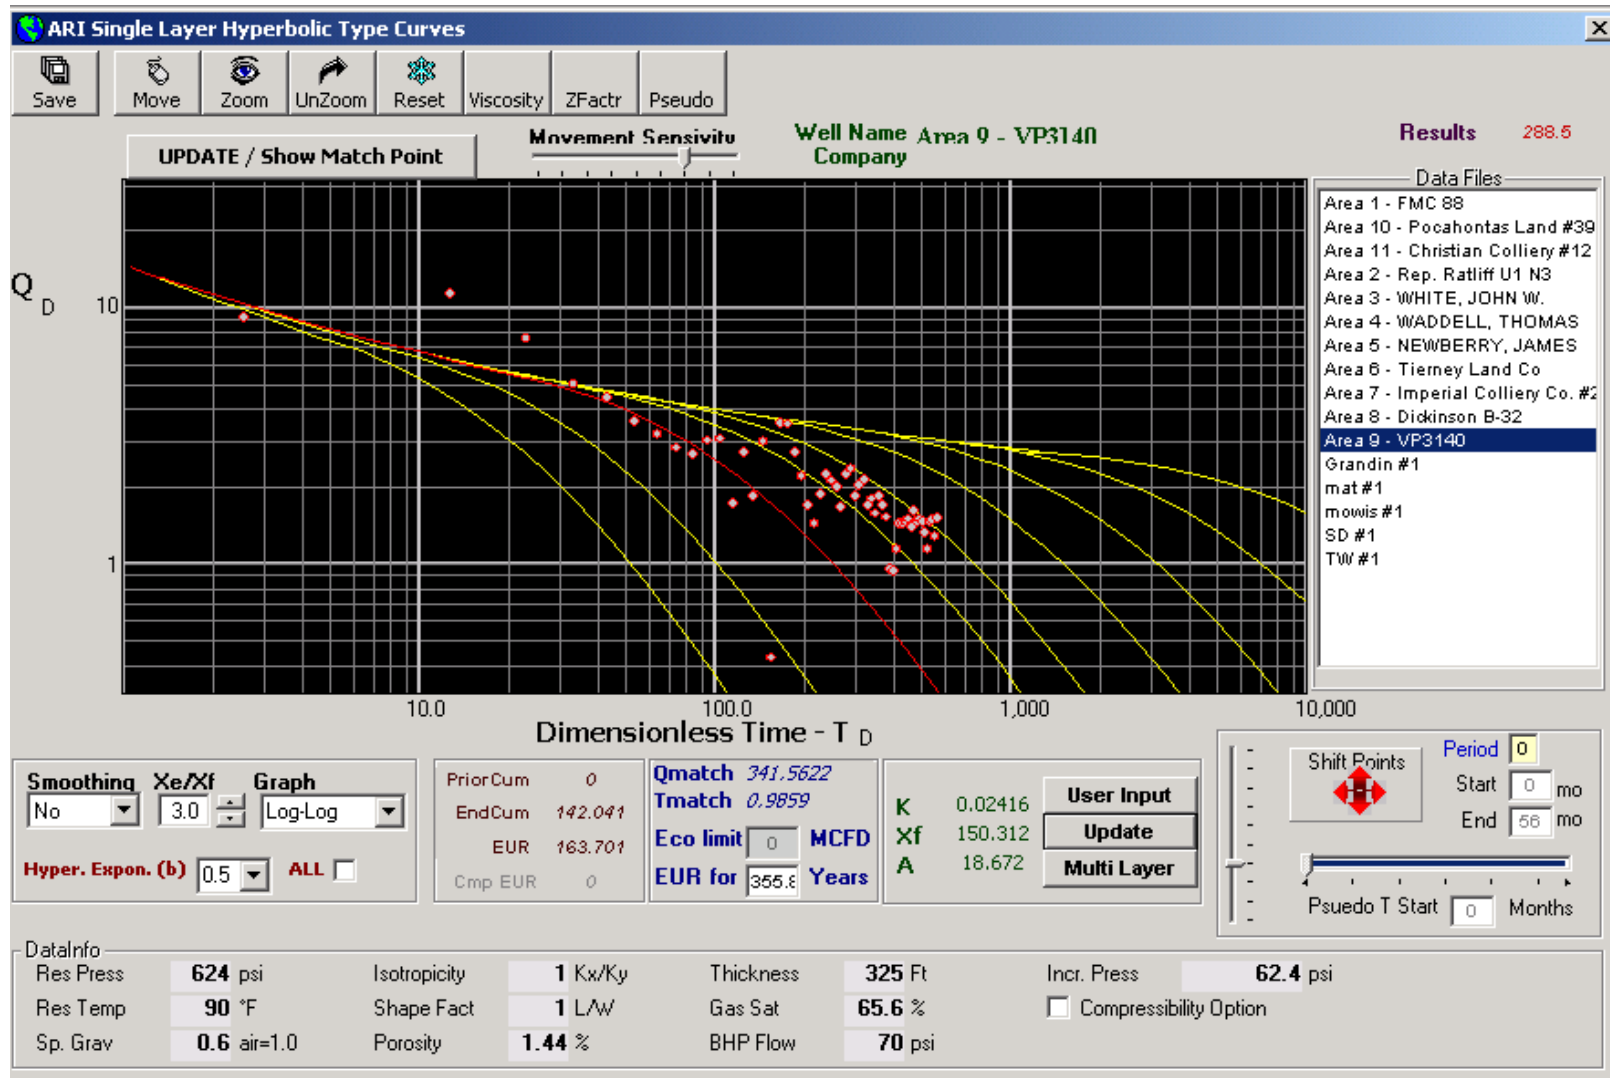 ARI Single Layer Hyperbolic Type Curves
Save Move Zoom UnZoom Reset Viscosity ZFactr Pseudo
UPDATE / Show Match Point
Movement Sensivitu
Well Name Area 9 - VP3140
Company
Results 288.5
Data Files
Area 1 - FMC 88
Area 10 - Pocahontas Land #39
Area 11 - Christian Colliery #12
Area 2 - Rep. Ratliff U1 N3
Area 3 - WHITE, JOHN W.
Area 4 - WADDELL, THOMAS
Area 5 - NEWBERRY, JAMES
Area 6 - Tierney Land Co
Area 7 - Imperial Colliery Co. #2
Area 8 - Dickinson B-32
Area 9 - VP3140
Grandin #1
mat #1
mowis #1
SD #1
TW #1
Q D
10
1
10.0 100.0 1,000 10,000
Dimensionless Time - T D
Smoothing Xe/Xf Graph
No 3.0 Log-Log
Hyper. Expon. (b) 0.5 ALL
PriorCum 0
EndCum 142.041
EUR 163.701
Cmp EUR 0
Qmatch 341.5622
Tmatch 0.9859
Eco limit 0 MCFD
EUR for 355.8 Years
K 0.02416
Xf 150.312
A 18.672
User Input
Update
Multi Layer
Shift Points
Period 0
Start 0 mo
End 56 mo
Psuedo T Start 0 Months
DataInfo
Res Press 624 psi Isotropicity 1 Kx/Ky Thickness 325 Ft Incr. Press 62.4 psi
Res Temp 90 °F Shape Fact 1 L/W Gas Sat 65.6 % Compressibility Option
Sp. Grav 0.6 air=1.0 Porosity 1.44 % BHP Flow 70 psi